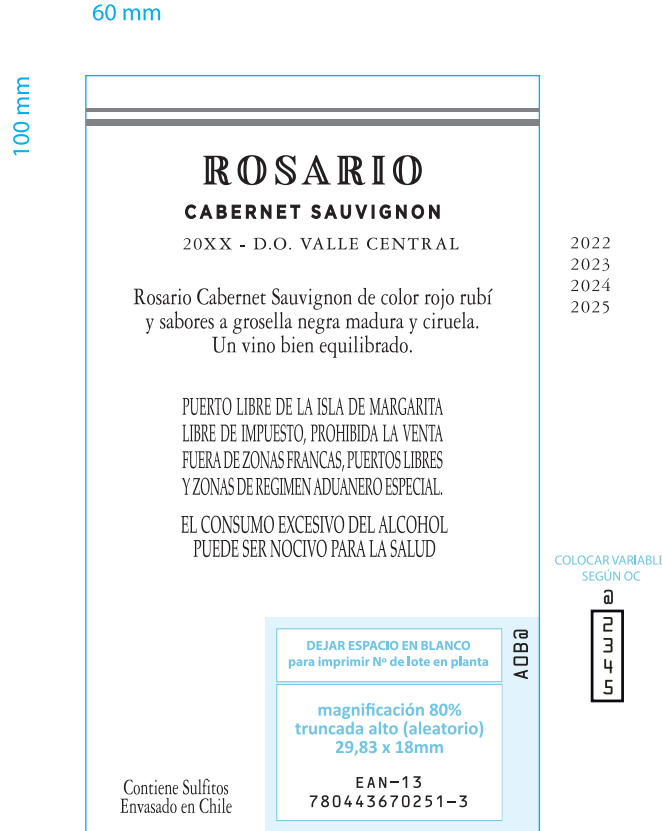 60 mm
100 mm
ROSARIO
CABERNET SAUVIGNON
20XX - D.O. VALLE CENTRAL
2022
2023
2024
2025
Rosario Cabernet Sauvignon de color rojo rubí
y sabores a grosella negra madura y ciruela.
Un vino bien equilibrado.
PUERTO LIBRE DE LA ISLA DE MARGARITA
LIBRE DE IMPUESTO, PROHIBIDA LA VENTA
FUERA DE ZONAS FRANCAS, PUERTOS LIBRES
Y ZONAS DE REGIMEN ADUANERO ESPECIAL.
EL CONSUMO EXCESIVO DEL ALCOHOL
PUEDE SER NOCIVO PARA LA SALUD
COLOCAR VARIABLE
SEGÚN OC
@
2
3
4
5
DEJAR ESPACIO EN BLANCO
para imprimir Nº de lote en planta
A0B@
magnificación 80%
truncada alto (aleatorio)
29,83 x 18mm
EAN-13
780443670251-3
Contiene Sulfitos
Envasado en Chile